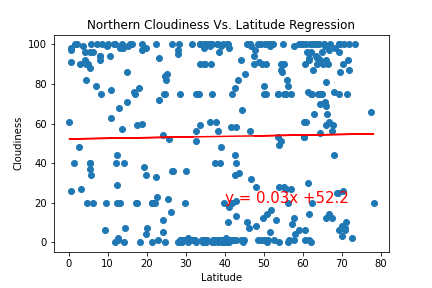 Northern Cloudiness Vs. Latitude Regression
100
80
60
40
20
0
Cloudiness
y = 0.03x +52.2
0 10 20 30 40 50 60 70 80
Latitude